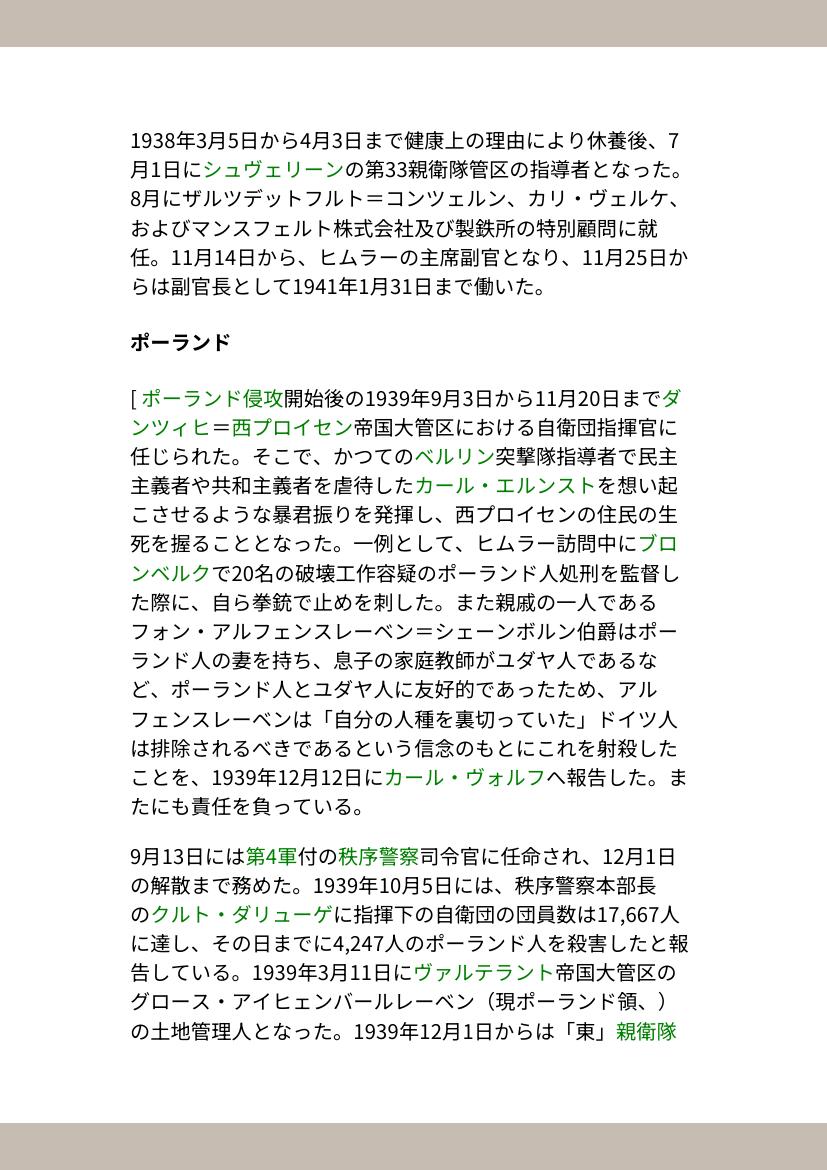 1938年3月5日から4月3日まで健康上の理由により休養後、7
月1日にシュヴェリーンの第33親衛隊管区の指導者となった。
8月にザルツデットフルト＝コンツェルン、カリ・ヴェルケ、
およびマンスフェルト株式会社及び製鉄所の特別顧問に就
任。11月14日から、ヒムラーの主席副官となり、11月25日か
らは副官長として1941年1月31日まで働いた。
ポーランド
[ ポーランド侵攻開始後の1939年9月3日から11月20日までダ
ンツィヒ＝西プロイセン帝国大管区における自衛団指揮官に
任じられた。そこで、かつてのベルリン突撃隊指導者で民主
主義者や共和主義者を虐待したカール・エルンストを想い起
こさせるような暴君振りを発揮し、西プロイセンの住民の生
死を握ることとなった。一例として、ヒムラー訪問中にブロ
ンベルクで20名の破壊工作容疑のポーランド人処刑を監督し
た際に、自ら拳銃で止めを刺した。また親戚の一人である
フォン・アルフェンスレーベン＝シェーンボルン伯爵はポー
ランド人の妻を持ち、息子の家庭教師がユダヤ人であるな
ど、ポーランド人とユダヤ人に友好的であったため、アル
フェンスレーベンは「自分の人種を裏切っていた」ドイツ人
は排除されるべきであるという信念のもとにこれを射殺した
ことを、1939年12月12日にカール・ヴォルフへ報告した。ま
たにも責任を負っている。
9月13日には第4軍付の秩序警察司令官に任命され、12月1日
の解散まで務めた。1939年10月5日には、秩序警察本部長
のクルト・ダリューゲに指揮下の自衛団の団員数は17,667人
に達し、その日までに4,247人のポーランド人を殺害したと報
告している。1939年3月11日にヴァルテラント帝国大管区の
グロース・アイヒェンバールレーベン（現ポーランド領、）
の土地管理人となった。1939年12月1日からは「東」親衛隊